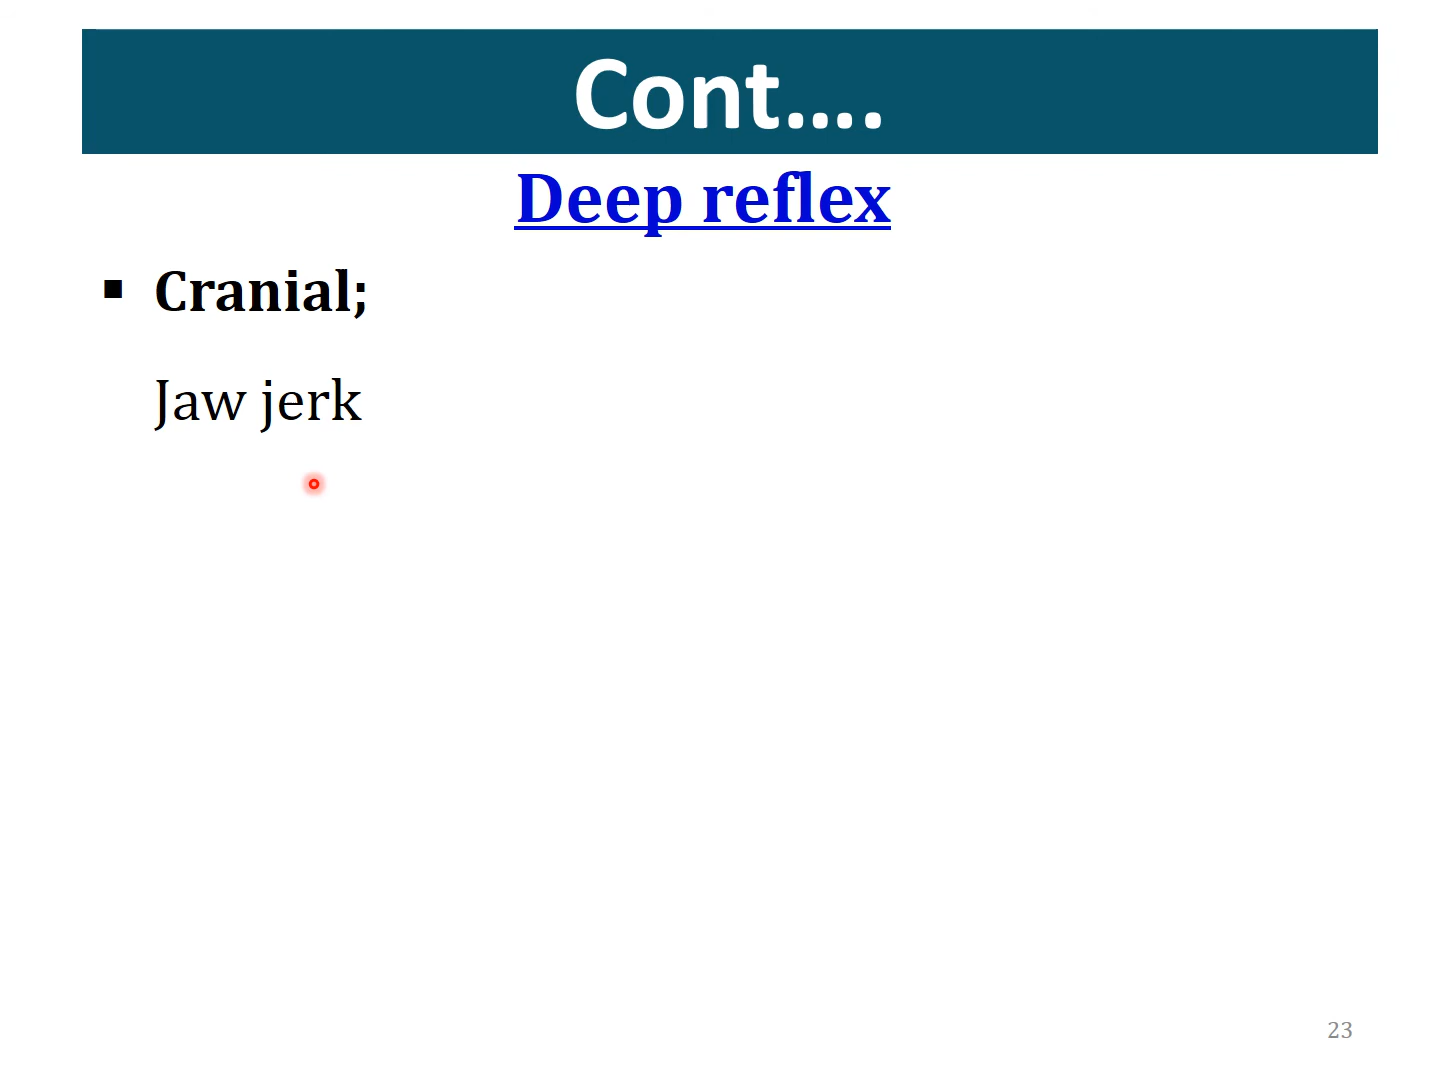 Cont....
Deep reflex
▪ Cranial;
Jaw jerk
23